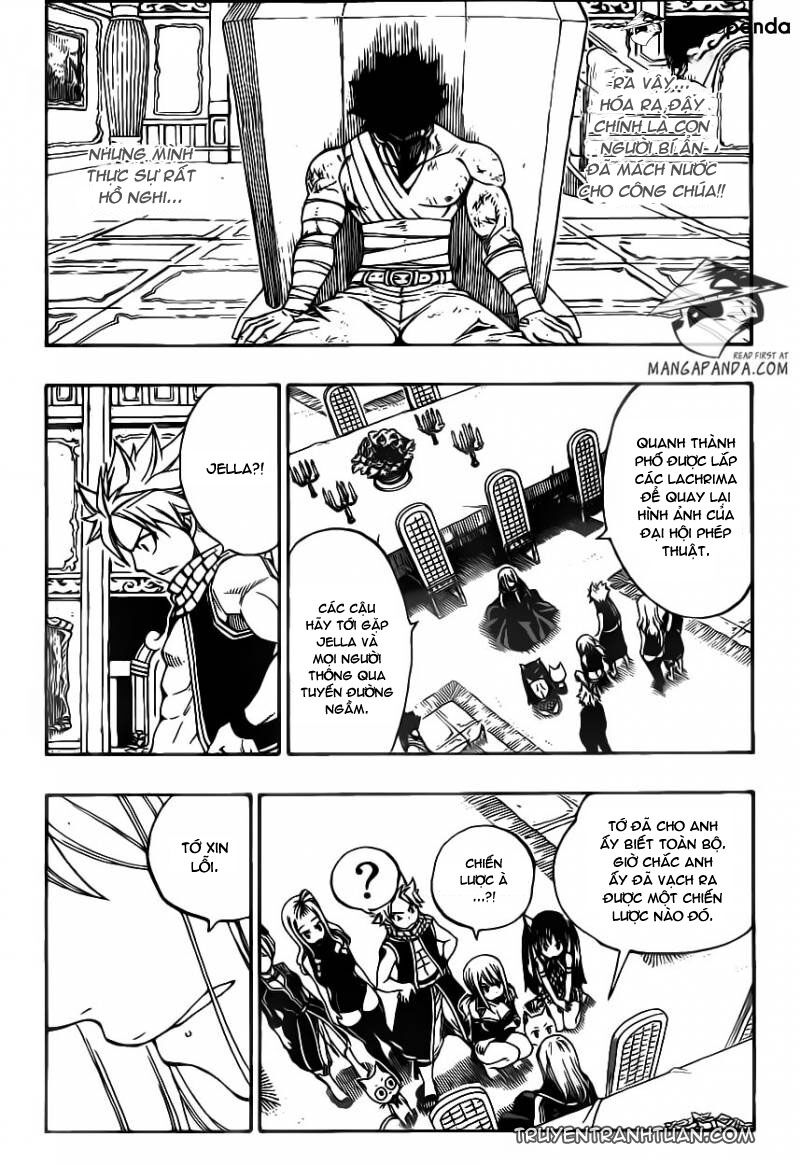 RA VẬY...
HÓA RA ĐÂY
CHÍNH LÀ CON
NGƯỜI BÍ ẨN
ĐÃ MÁCH NƯỚC
CHO CÔNG CHÚA!!
NHƯNG MÌNH
THỰC SỰ RẤT
HỒ NGHI...
READ FIRST AT
MANGAPANDA.COM
QUANH THÀNH
PHỐ ĐƯỢC LẮP
CÁC LACHRIMA
ĐỂ QUAY LẠI
HÌNH ẢNH CỦA
ĐẠI HỘI PHÉP
THUẬT.
JELLA?!
CÁC CẬU
HÃY TỚI GẶP
JELLA VÀ
MỌI NGƯỜI
THÔNG QUA
TUYẾN ĐƯỜNG
NGẦM.
TỚ ĐÃ CHO ANH
ẤY BIẾT TOÀN BỘ.
GIỜ CHẮC ANH
ẤY ĐÃ VẠCH RA
ĐƯỢC MỘT CHIẾN
LƯỢC NÀO ĐÓ.
CHIẾN
LƯỢC À
...?!
?
TỚ XIN
LỖI.
TRUYENTRANHTUAN.COM